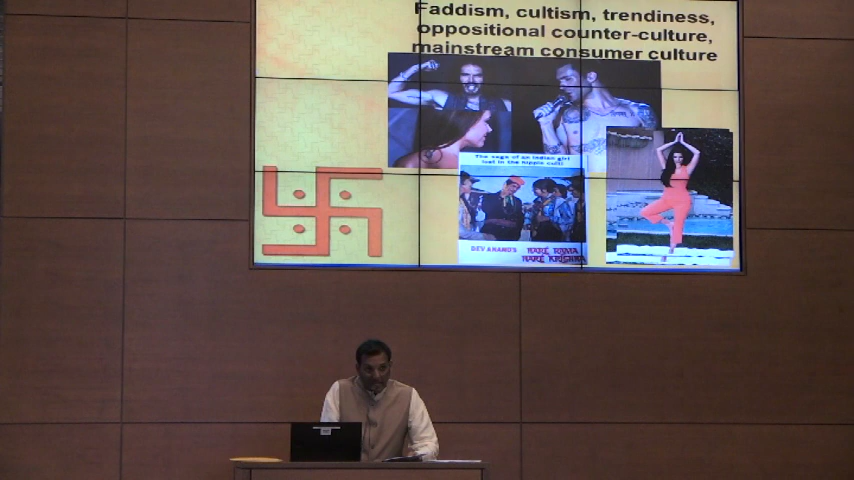 Faddism, cultism, trendiness,
oppositional counter-culture,
mainstream consumer culture
The saga of an Indian girl
lost in the hippie cult!
DEV ANAND'S
HARE RAMA
HARE KRISHNA